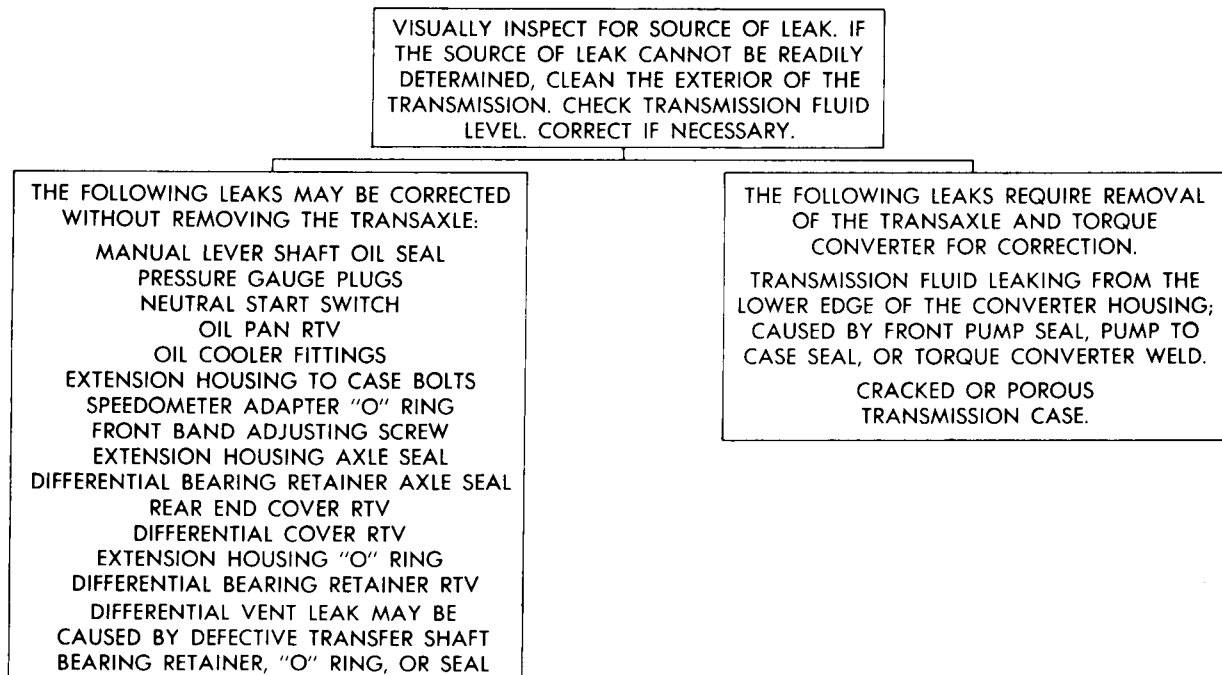 VISUALLY INSPECT FOR SOURCE OF LEAK. IF
THE SOURCE OF LEAK CANNOT BE READILY
DETERMINED, CLEAN THE EXTERIOR OF THE
TRANSMISSION. CHECK TRANSMISSION FLUID
LEVEL. CORRECT IF NECESSARY.
THE FOLLOWING LEAKS MAY BE CORRECTED
WITHOUT REMOVING THE TRANSAXLE:
MANUAL LEVER SHAFT OIL SEAL
PRESSURE GAUGE PLUGS
NEUTRAL START SWITCH
OIL PAN RTV
OIL COOLER FITTINGS
EXTENSION HOUSING TO CASE BOLTS
SPEEDOMETER ADAPTER "O" RING
FRONT BAND ADJUSTING SCREW
EXTENSION HOUSING AXLE SEAL
DIFFERENTIAL BEARING RETAINER AXLE SEAL
REAR END COVER RTV
DIFFERENTIAL COVER RTV
EXTENSION HOUSING "O" RING
DIFFERENTIAL BEARING RETAINER RTV
DIFFERENTIAL VENT LEAK MAY BE
CAUSED BY DEFECTIVE TRANSFER SHAFT
BEARING RETAINER, "O" RING, OR SEAL
THE FOLLOWING LEAKS REQUIRE REMOVAL
OF THE TRANSAXLE AND TORQUE
CONVERTER FOR CORRECTION.
TRANSMISSION FLUID LEAKING FROM THE
LOWER EDGE OF THE CONVERTER HOUSING;
CAUSED BY FRONT PUMP SEAL, PUMP TO
CASE SEAL, OR TORQUE CONVERTER WELD.
CRACKED OR POROUS
TRANSMISSION CASE.